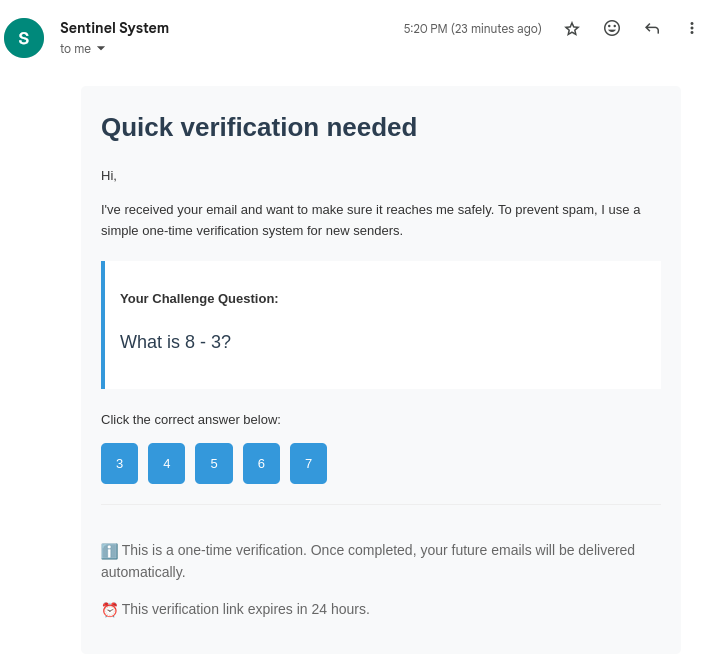 S
Sentinel System
5:20 PM (23 minutes ago)
to me
Quick verification needed
Hi,
I've received your email and want to make sure it reaches me safely. To prevent spam, I use a
simple one-time verification system for new senders.
Your Challenge Question:
What is 8 - 3?
Click the correct answer below:
3 4 5 6 7
ℹ️ This is a one-time verification. Once completed, your future emails will be delivered
automatically.
⏰ This verification link expires in 24 hours.